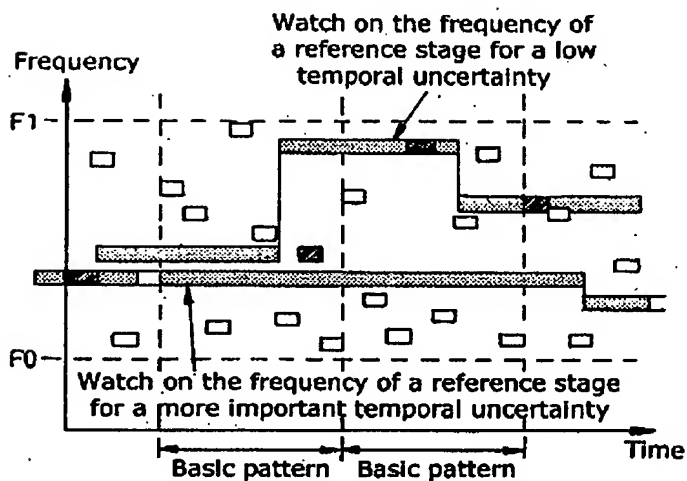 Watch on the frequency of
a reference stage for a low
temporal uncertainty
Frequency
F1
F0
Watch on the frequency of a reference stage
for a more important temporal uncertainty
Time
Basic pattern
Basic pattern